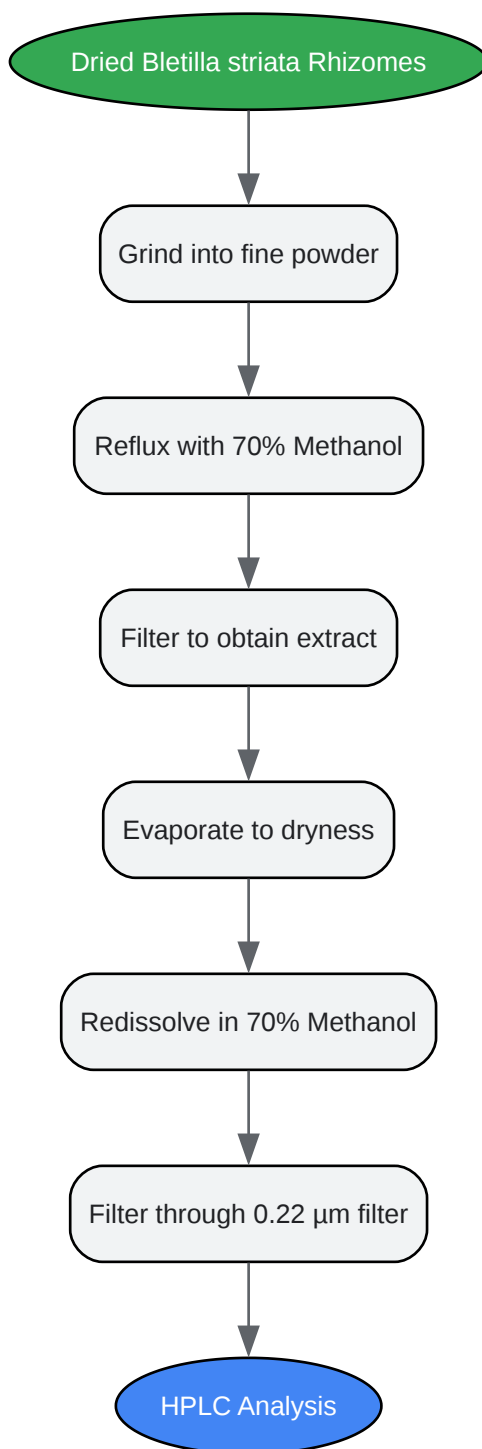 Dried Bletilla striata Rhizomes
Grind into fine powder
Reflux with 70% Methanol
Filter to obtain extract
Evaporate to dryness
Redissolve in 70% Methanol
Filter through 0.22 µm filter
HPLC Analysis